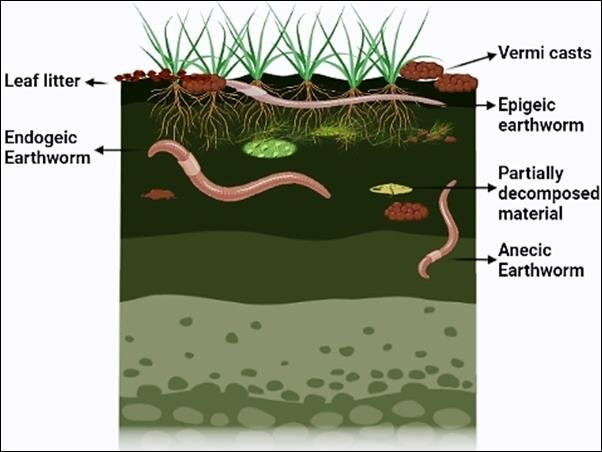 Leaf litter
Endogeic
Earthworm
Vermi casts
Epigeic
earthworm
Partially
decomposed
material
Anecic
Earthworm